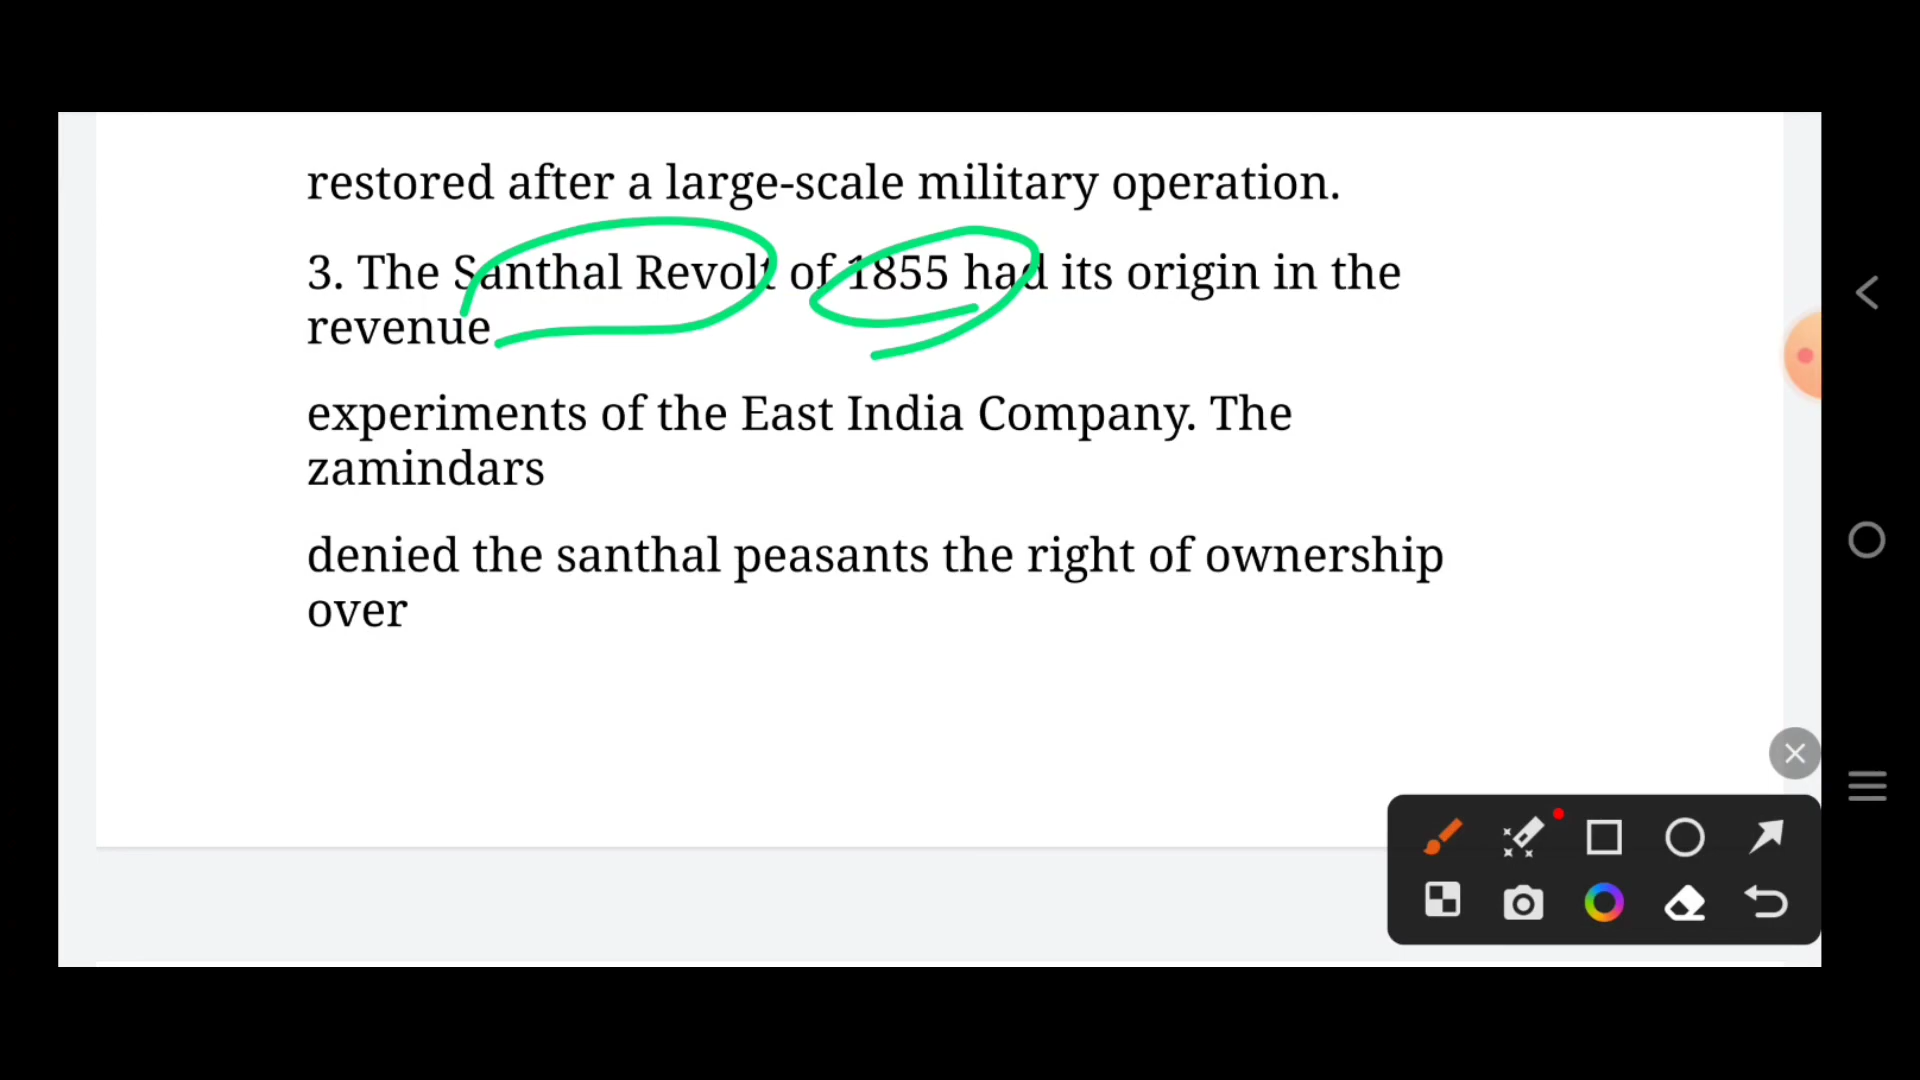 restored after a large-scale military operation.
3. The Santhal Revolt of 1855 had its origin in the
revenue
experiments of the East India Company. The
zamindars
denied the santhal peasants the right of ownership
over